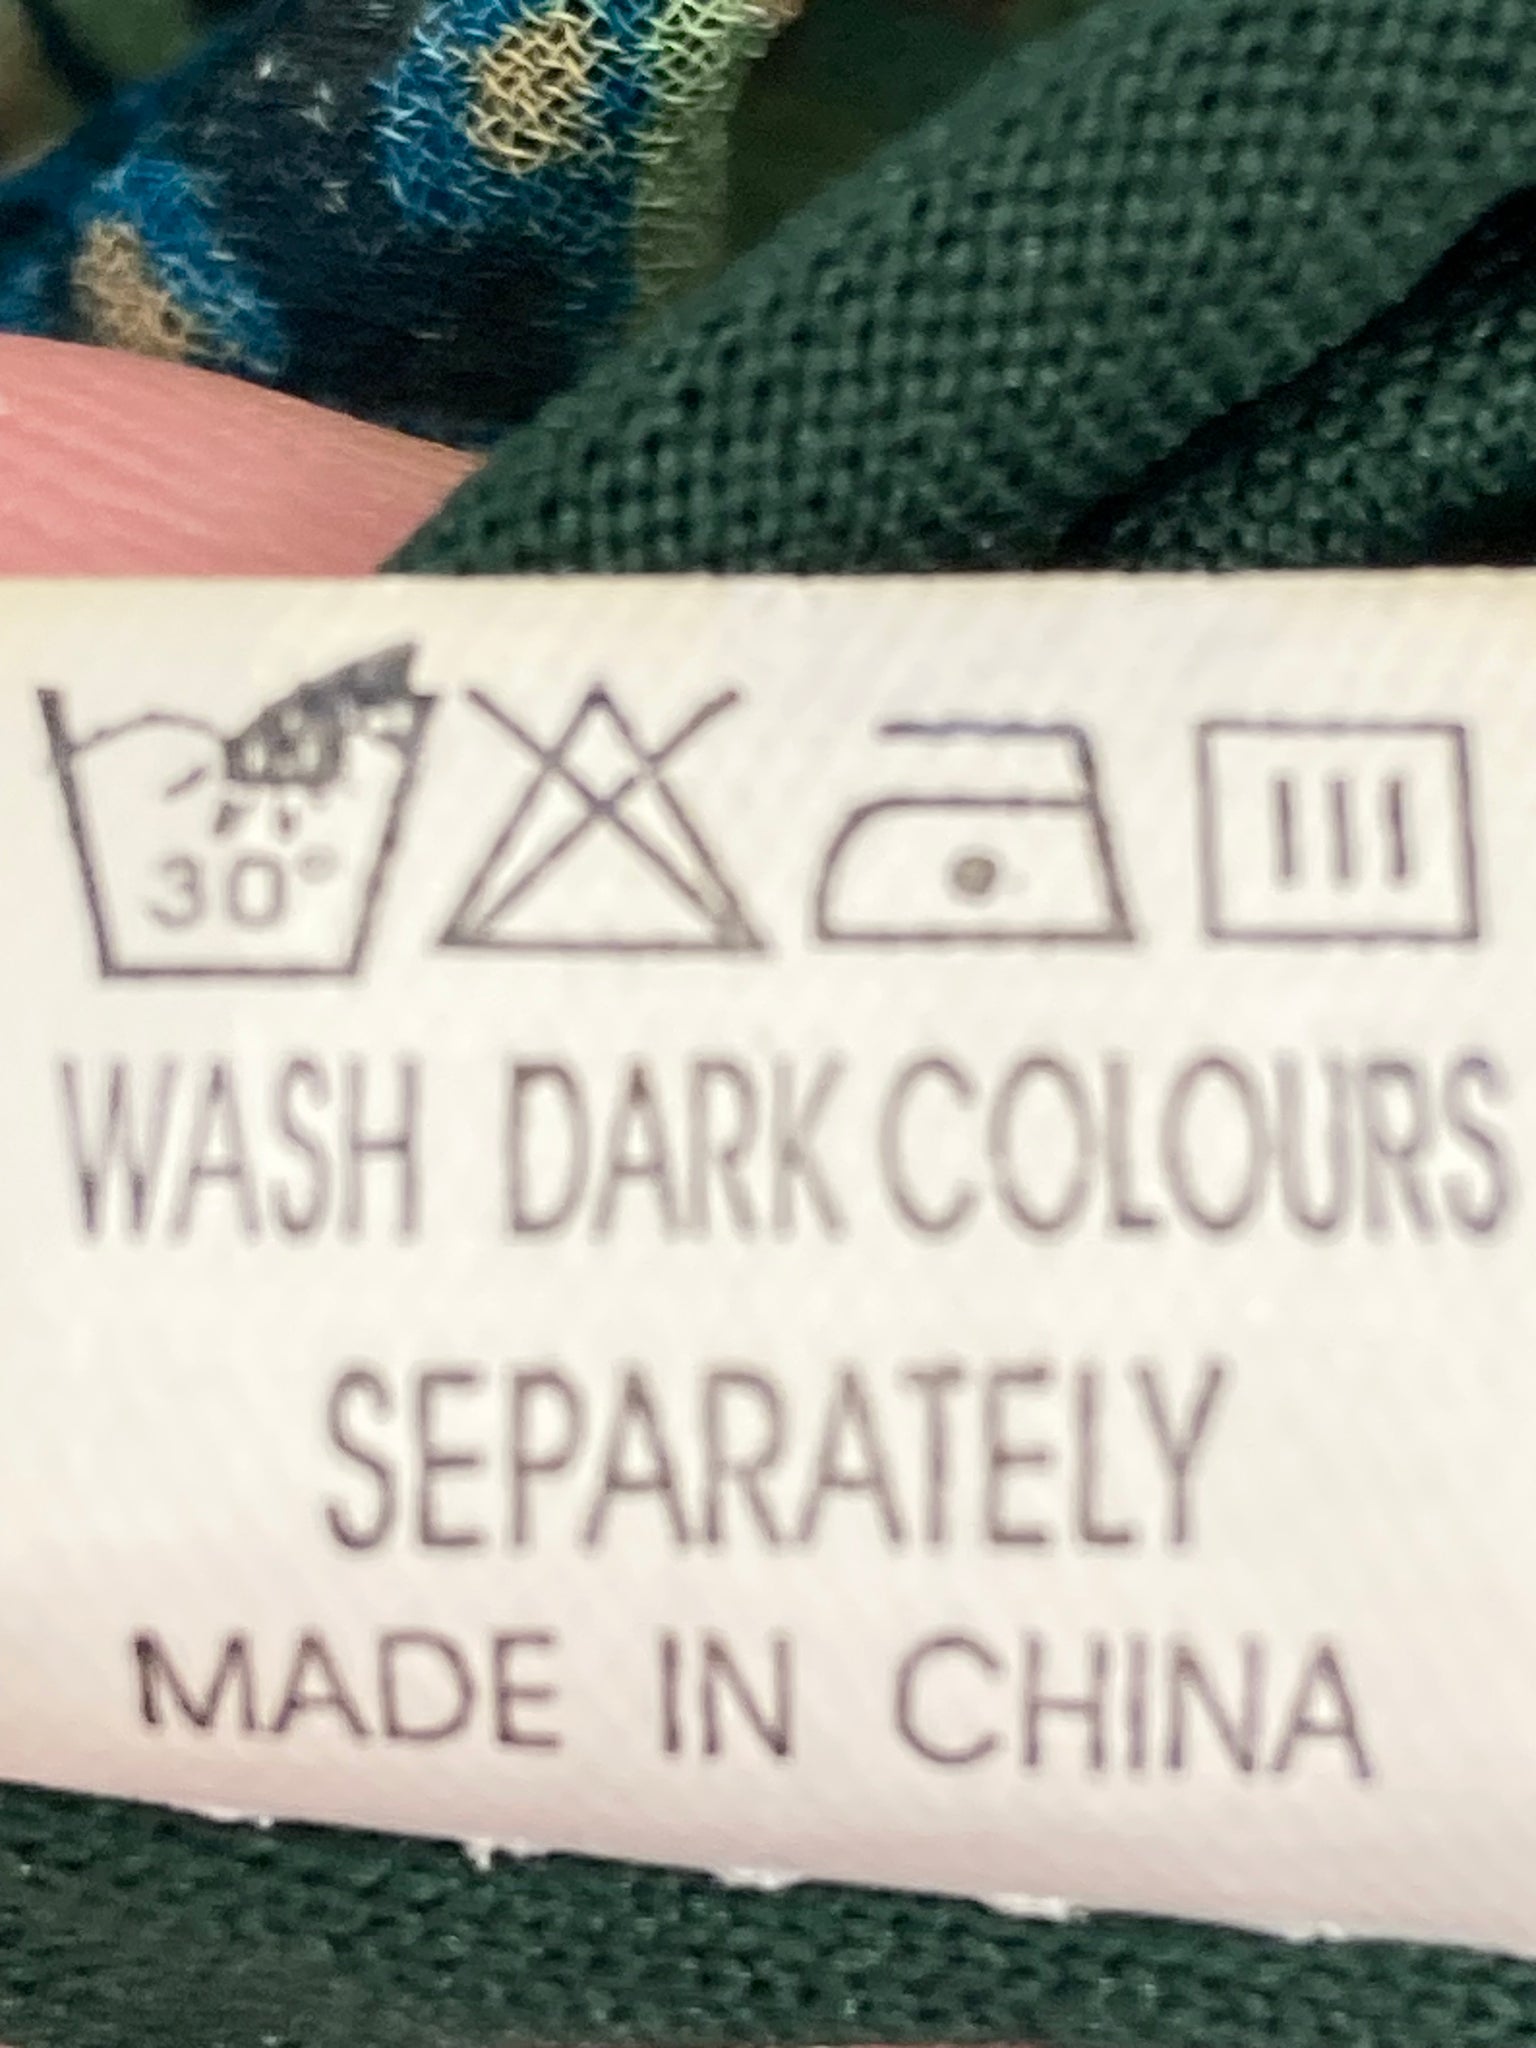 30°
WASH DARK COLOURS
SEPARATELY
MADE IN CHINA